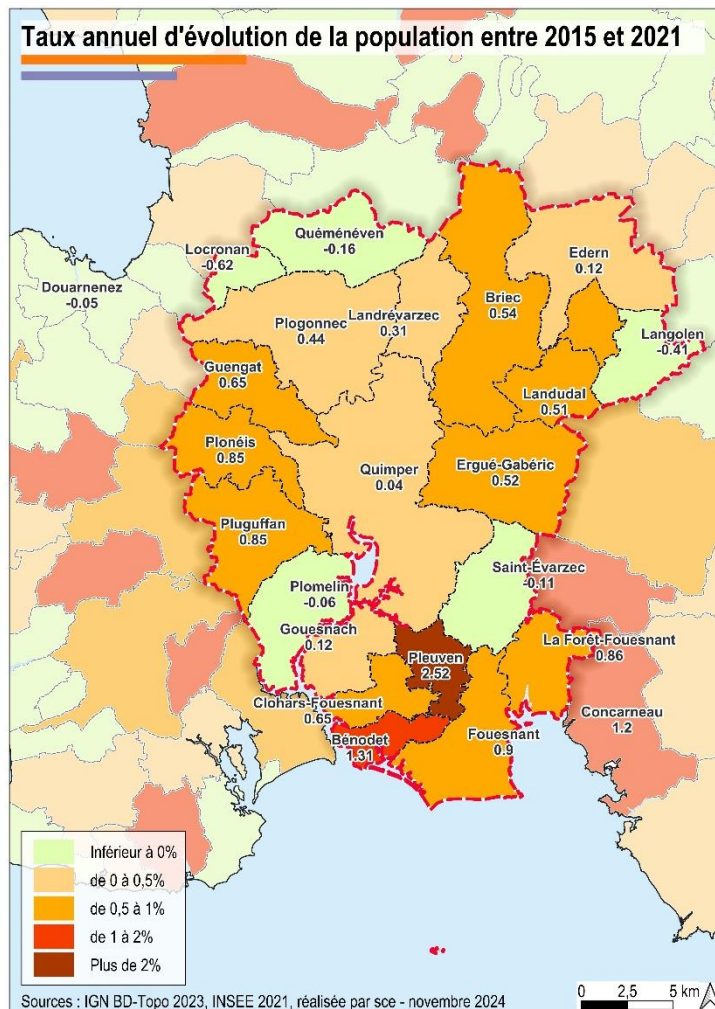 Taux annuel d'évolution de la population entre 2015 et 2021
Quéménéven
-0.16
Locronan
-0.62
Edern
0.12
Douarnenez
-0.05
Briec
0.54
Plogonnec
0.44
Landrévarzec
0.31
Langolen
-0.41
Guengat
0.65
Landudal
0.51
Plonéis
0.85
Quimper
0.04
Ergué-Gabéric
0.52
Pluguffan
0.85
Saint-Évarzec
-0.11
Plomelin
-0.06
Gouesnach
0.12
La Forêt-Fouesnant
0.86
Pleuven
2.52
Clohars-Fouesnant
0.65
Concarneau
1.2
Bénodet
1.31
Fouesnant
0.9
Inférieur à 0%
de 0 à 0,5%
de 0,5 à 1%
de 1 à 2%
Plus de 2%
0 2,5 5 km
Sources : IGN BD-Topo 2023, INSEE 2021, réalisée par sce - novembre 2024